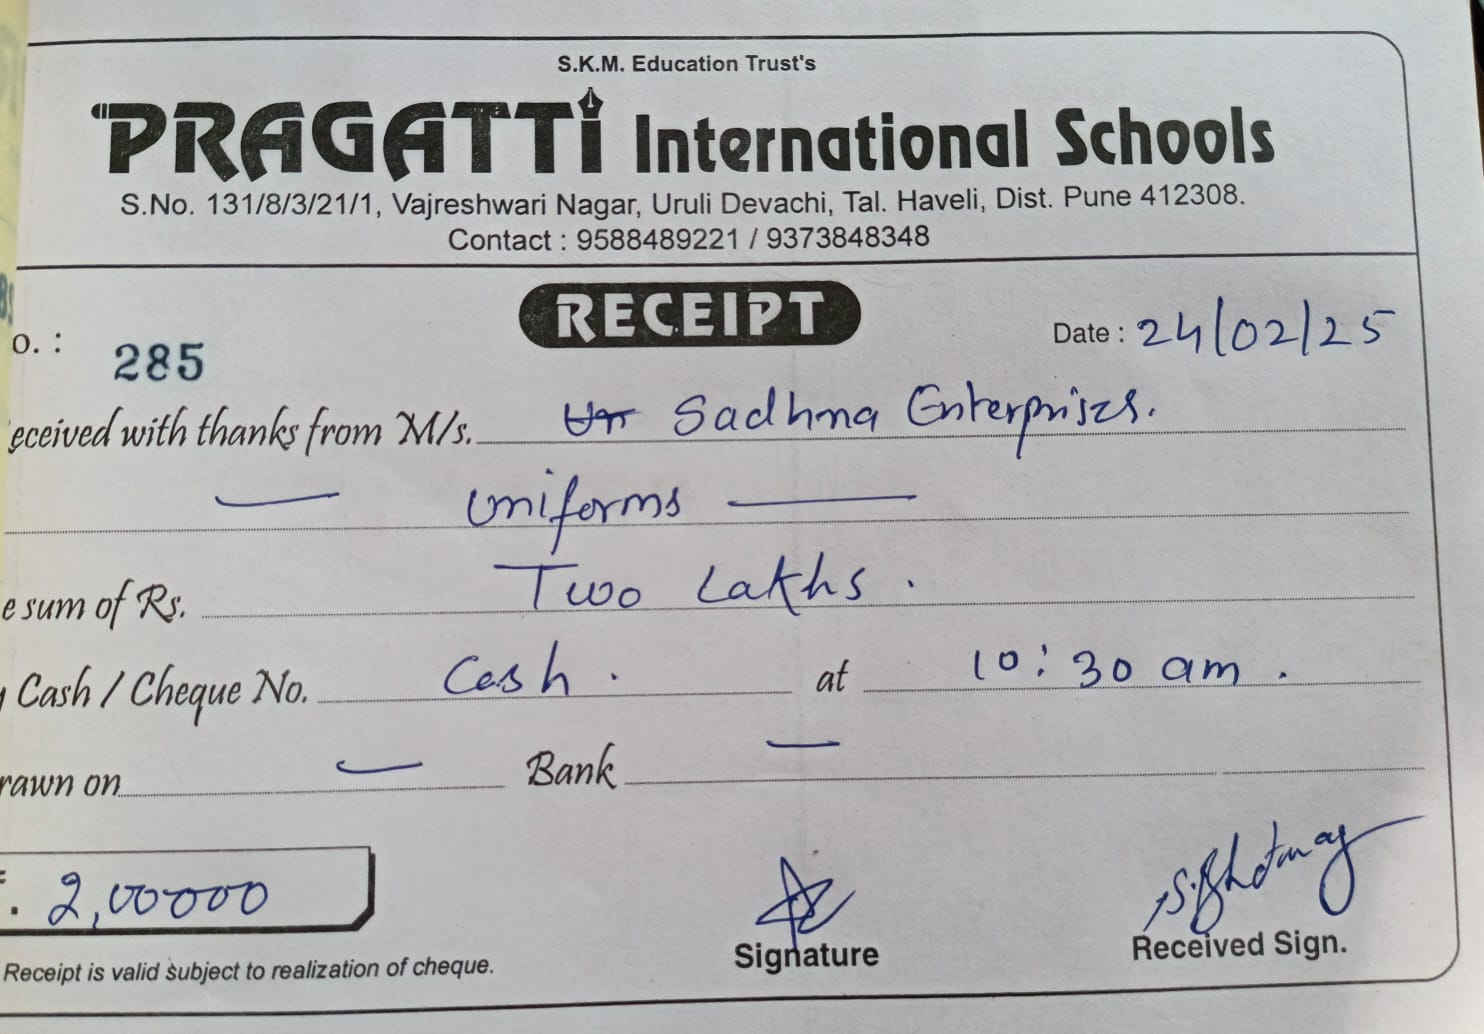 S.K.M. Education Trust's
PRAGATTi International Schools
S.No. 131/8/3/21/1, Vajreshwari Nagar, Uruli Devachi, Tal. Haveli, Dist. Pune 412308.
Contact : 9588489221 / 9373848348
RECEIPT
o. : 285 Date : 24/02/25
eceived with thanks from M/s. Sadhna Enterprises.
— uniforms —
e sum of Rs. Two Lakhs.
Cash / Cheque No. Cash. at 10:30 am.
rawn on — Bank —
2,00000
Signature Received Sign.
Receipt is valid subject to realization of cheque.